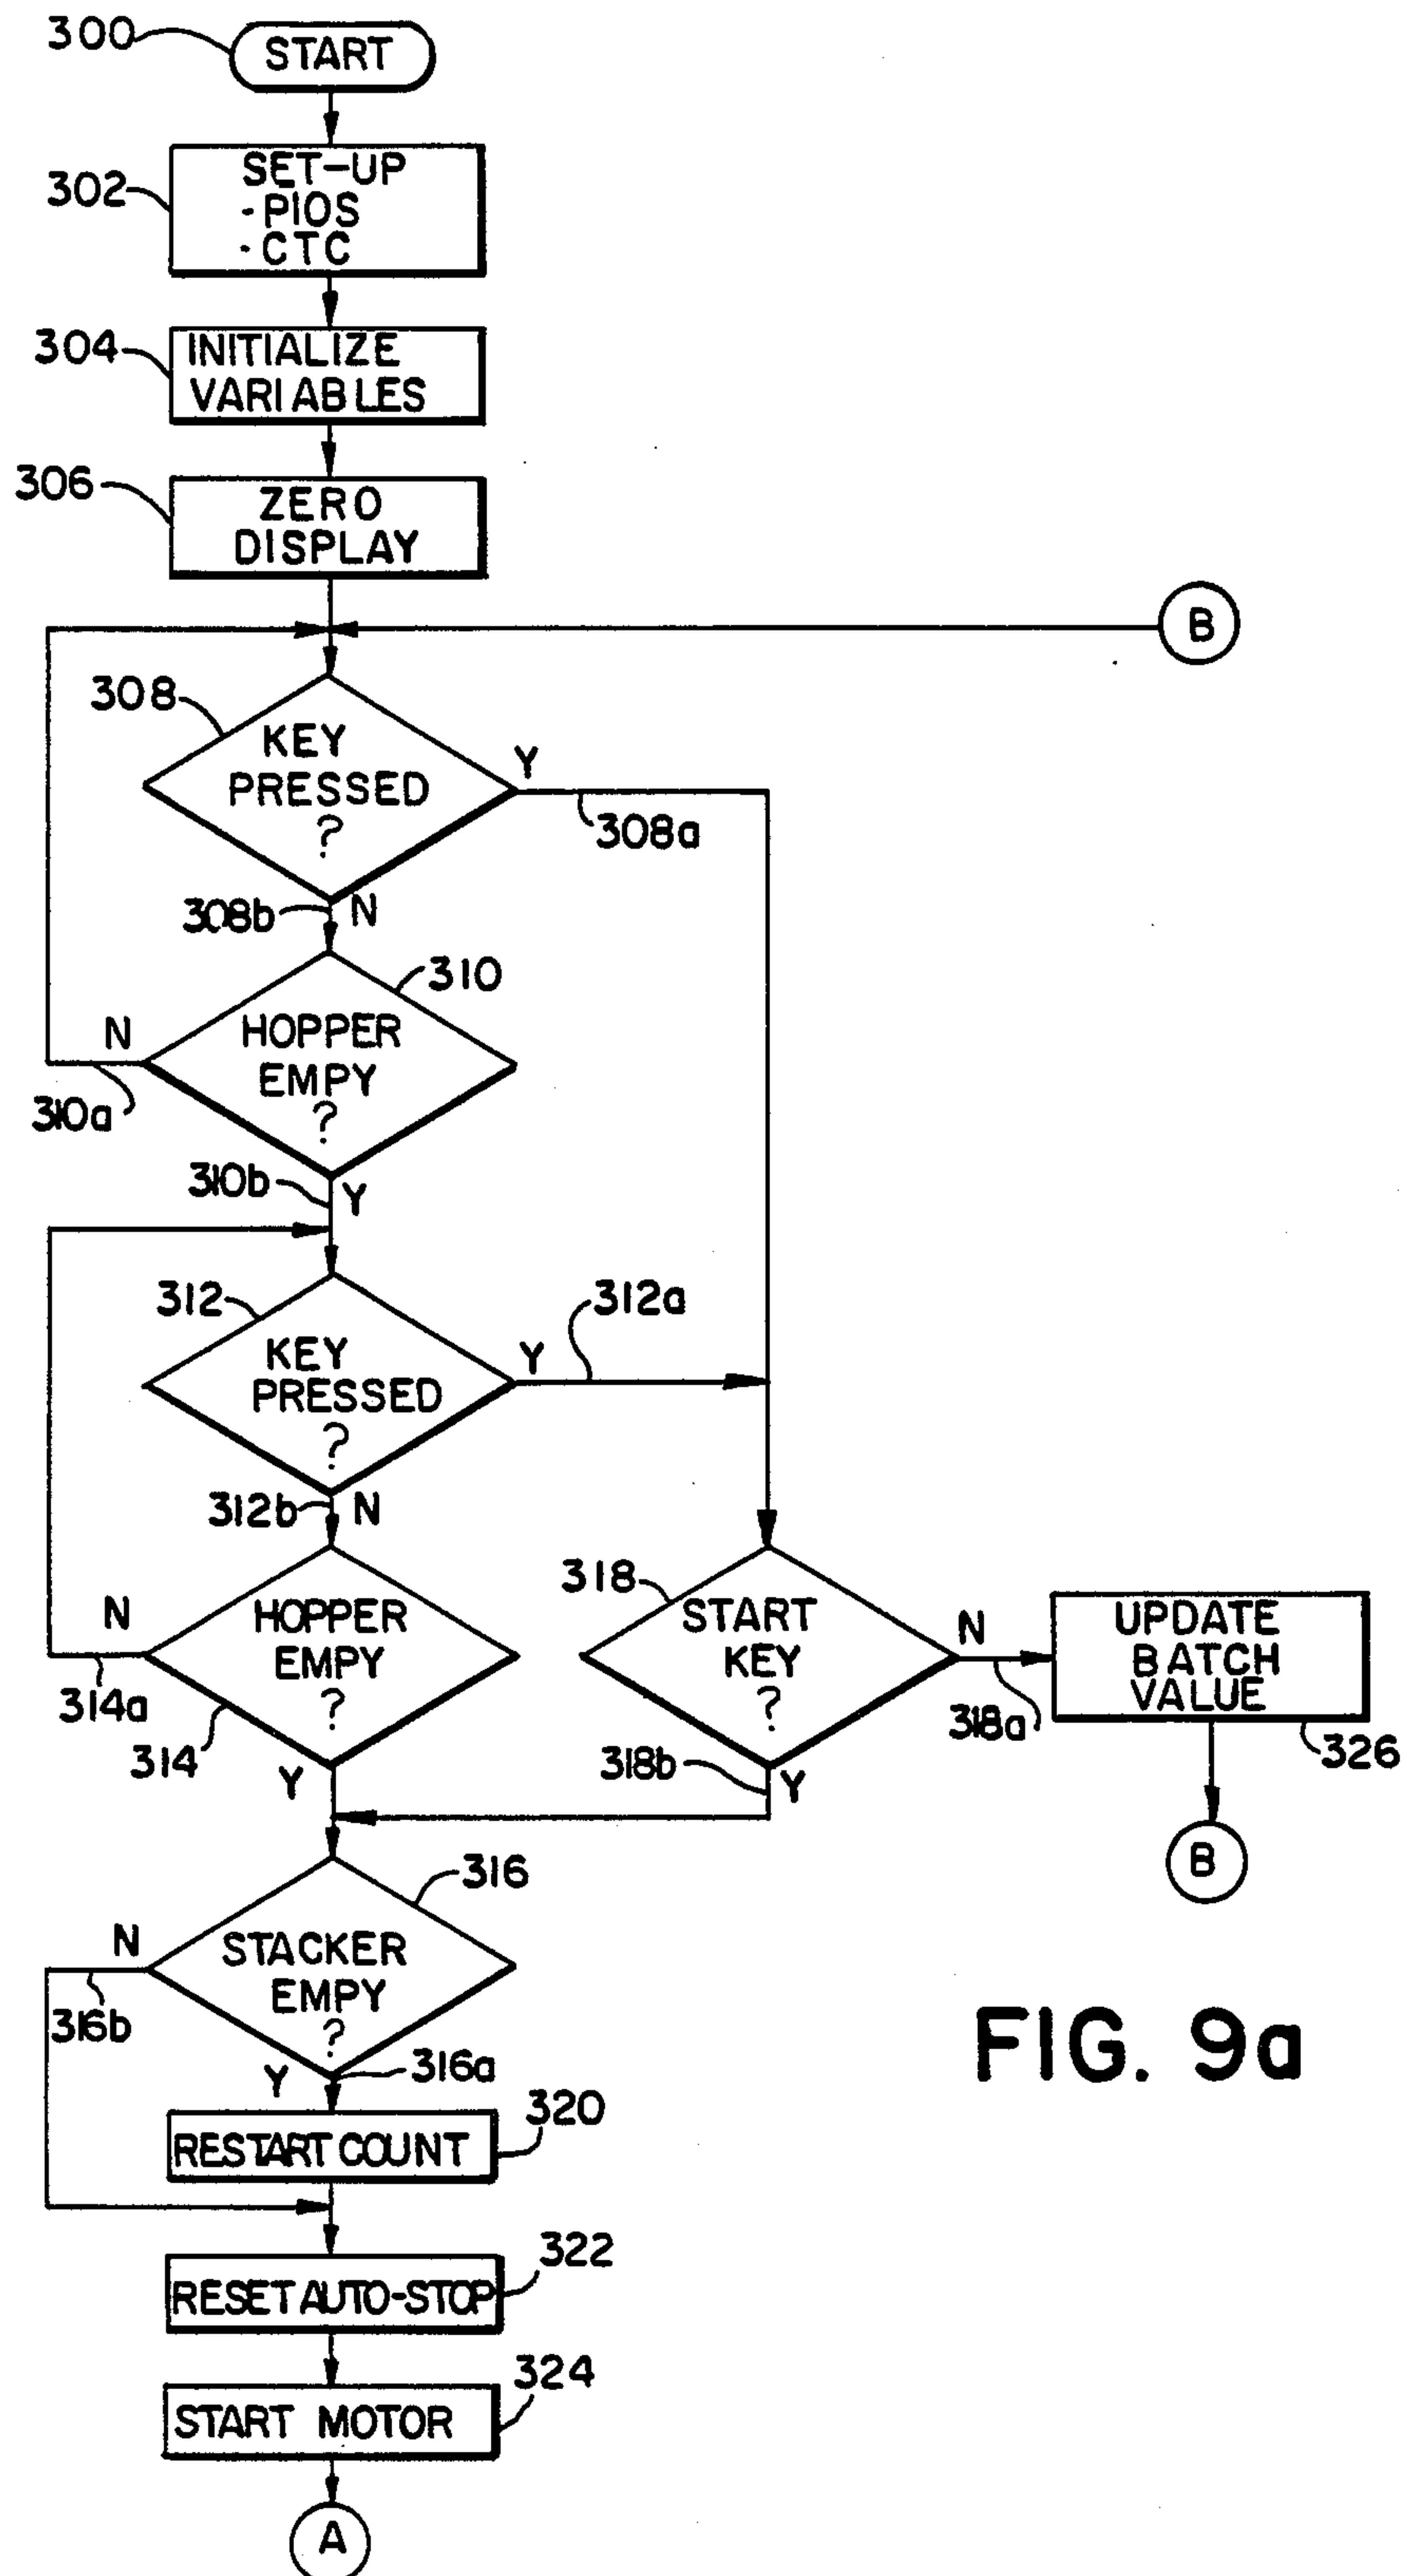 300
START
302
SET-UP
-PIOS
-CTC
304
INITIALIZE
VARIABLES
306
ZERO
DISPLAY
B
308
KEY
PRESSED
?
Y
308a
308b
N
310
HOPPER
EMPY
?
N
310a
310b
Y
312
KEY
PRESSED
?
Y
312a
312b
N
HOPPER
EMPY
?
N
314a
314
Y
318
START
KEY
?
N
318a
318b
Y
UPDATE
BATCH
VALUE
326
B
316
STACKER
EMPY
?
N
316b
Y
316a
320
RESTART COUNT
322
RESET AUTO-STOP
324
START MOTOR
A
FIG. 9a